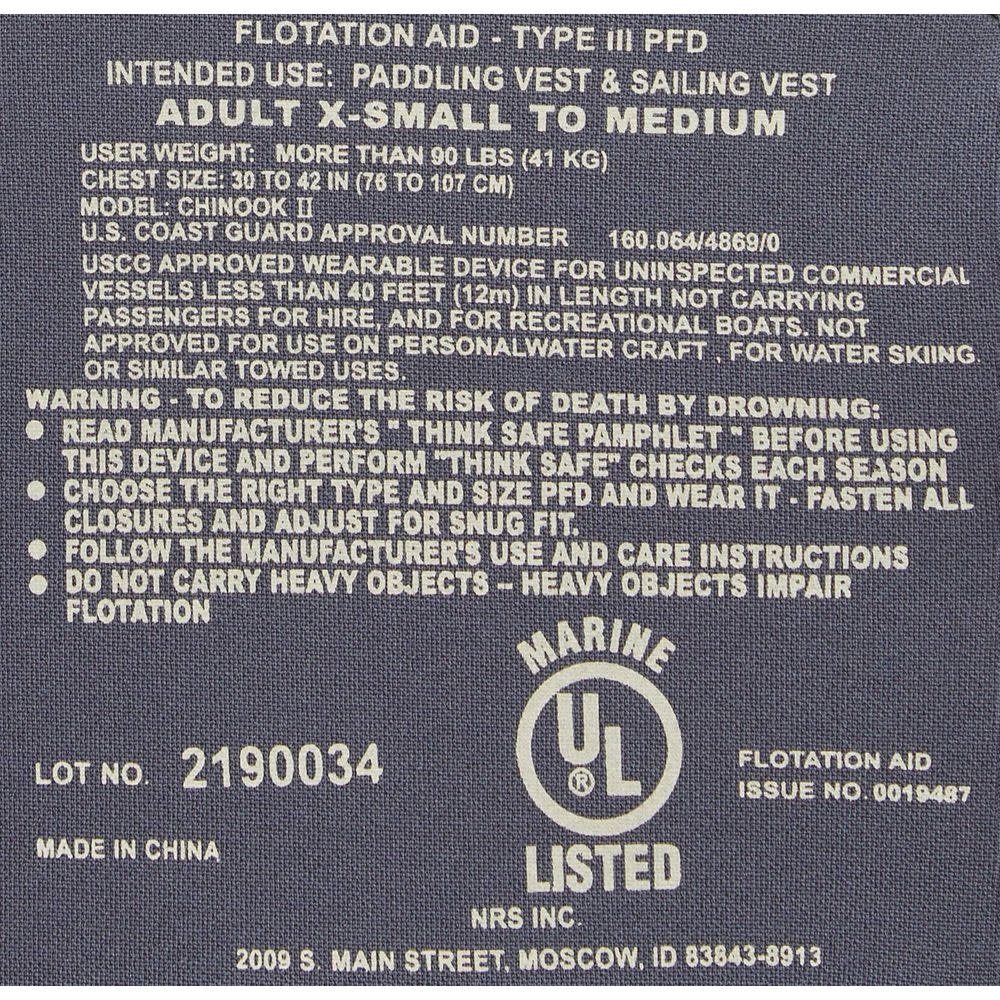 FLOTATION AID - TYPE III PFD
INTENDED USE: PADDLING VEST & SAILING VEST
ADULT X-SMALL TO MEDIUM
USER WEIGHT: MORE THAN 90 LBS (41 KG)
CHEST SIZE: 30 TO 42 IN (76 TO 107 CM)
MODEL: CHINOOK II
U.S. COAST GUARD APPROVAL NUMBER 160.064/4869/0
USCG APPROVED WEARABLE DEVICE FOR UNINSPECTED COMMERCIAL
VESSELS LESS THAN 40 FEET (12m) IN LENGTH NOT CARRYING
PASSENGERS FOR HIRE, AND FOR RECREATIONAL BOATS. NOT
APPROVED FOR USE ON PERSONALWATER CRAFT , FOR WATER SKIING
OR SIMILAR TOWED USES.
WARNING - TO REDUCE THE RISK OF DEATH BY DROWNING:
● READ MANUFACTURER'S " THINK SAFE PAMPHLET " BEFORE USING
THIS DEVICE AND PERFORM "THINK SAFE" CHECKS EACH SEASON
● CHOOSE THE RIGHT TYPE AND SIZE PFD AND WEAR IT - FASTEN ALL
CLOSURES AND ADJUST FOR SNUG FIT.
● FOLLOW THE MANUFACTURER'S USE AND CARE INSTRUCTIONS
● DO NOT CARRY HEAVY OBJECTS – HEAVY OBJECTS IMPAIR
FLOTATION
MARINE
UL ®
LISTED
LOT NO. 2190034
FLOTATION AID
ISSUE NO. 0019487
MADE IN CHINA
NRS INC.
2009 S. MAIN STREET, MOSCOW, ID 83843-8913